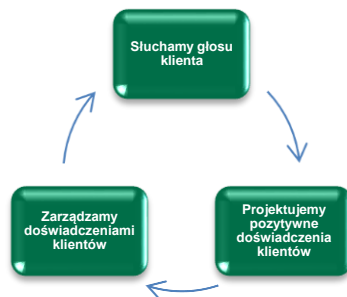 Słuchamy głosu
klienta
Projektujemy
pozytywne
doświadczenia
klientów
Zarządzamy
doświadczeniami
klientów